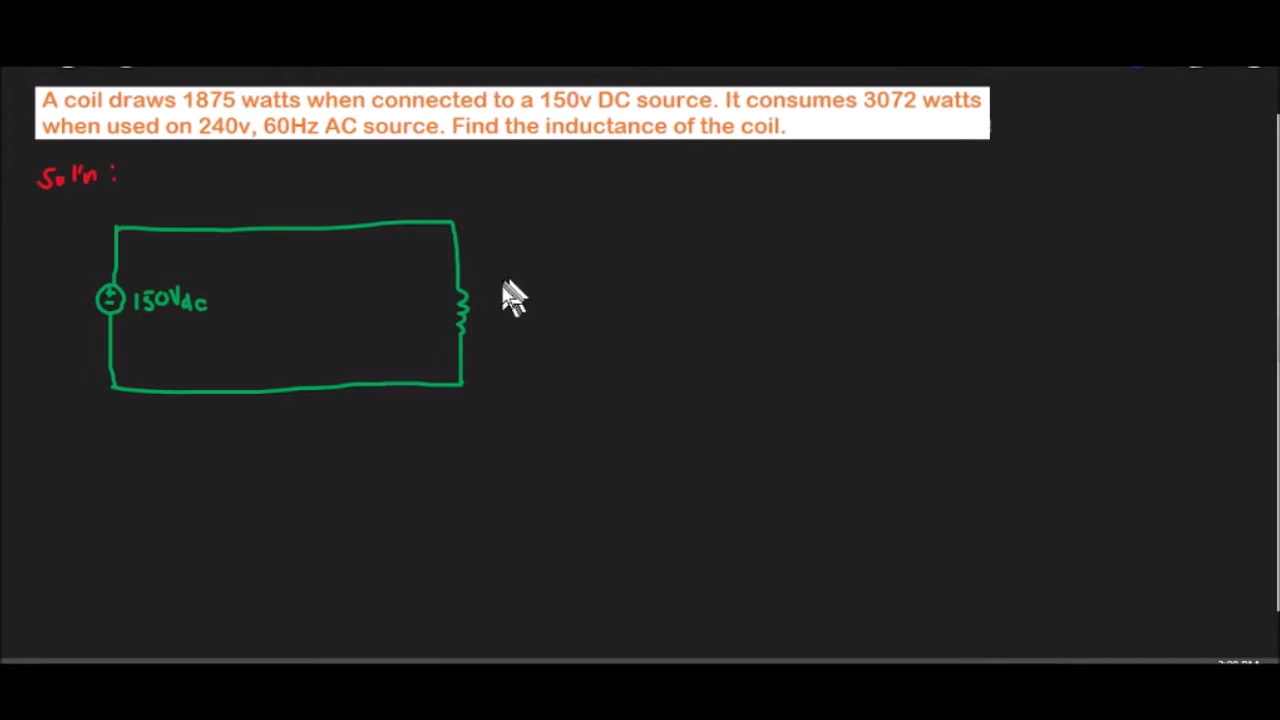 A coil draws 1875 watts when connected to a 150v DC source. It consumes 3072 watts
when used on 240v, 60Hz AC source. Find the inductance of the coil.
Sol'n :
150Vdc